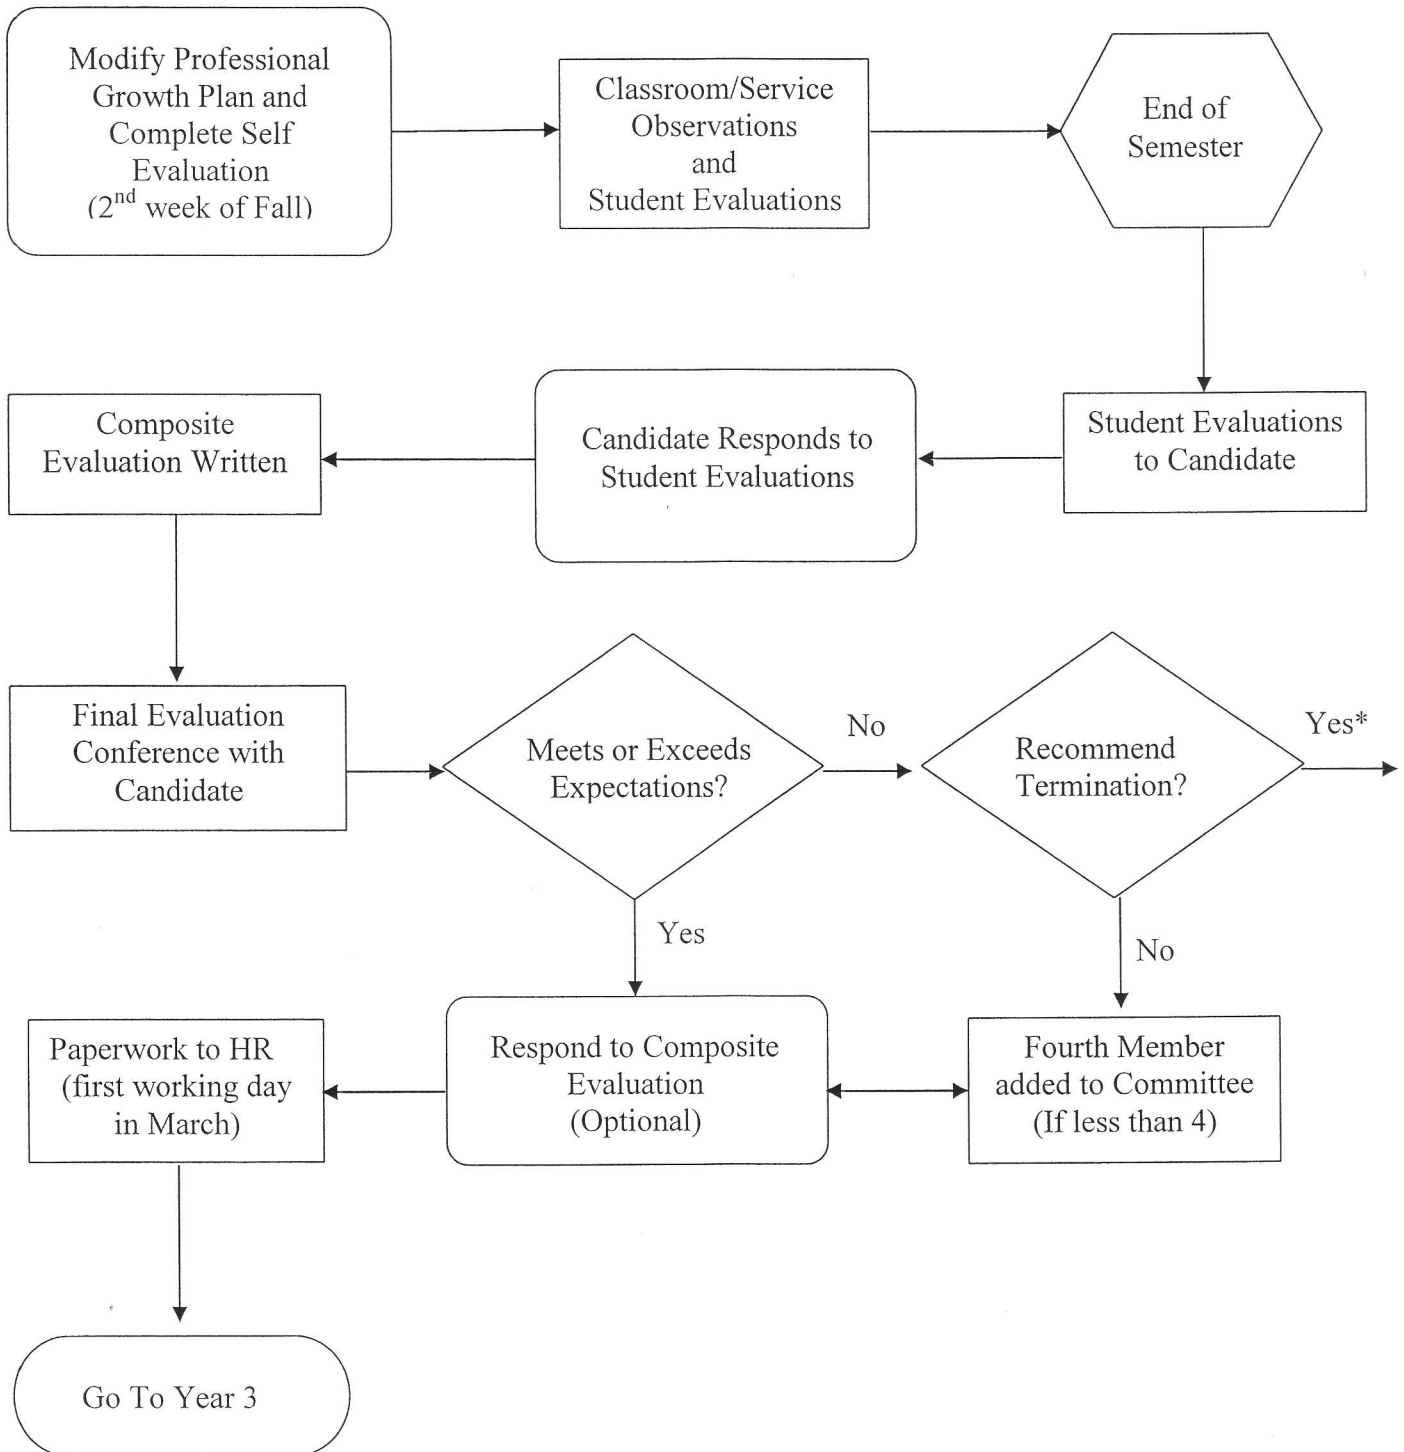 Modify Professional
Growth Plan and
Complete Self
Evaluation
(2nd week of Fall)
Classroom/Service
Observations
and
Student Evaluations
End of
Semester
Composite
Evaluation Written
Candidate Responds to
Student Evaluations
Student Evaluations
to Candidate
Final Evaluation
Conference with
Candidate
Meets or Exceeds
Expectations?
No
Recommend
Termination?
Yes*
Yes
No
Paperwork to HR
(first working day
in March)
Respond to Composite
Evaluation
(Optional)
Fourth Member
added to Committee
(If less than 4)
Go To Year 3